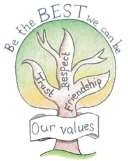 Be the BEST we can be
Trust
Respect
Friendship
Our values